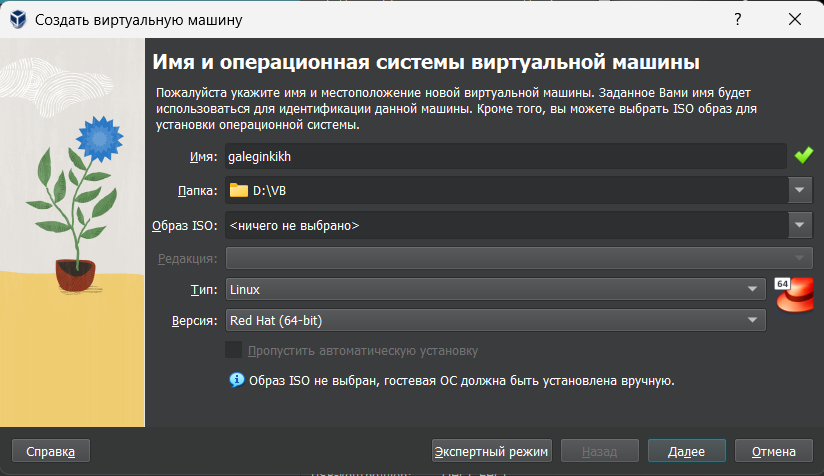 Создать виртуальную машину
?
Имя и операционная системы виртуальной машины
Пожалуйста укажите имя и местоположение новой виртуальной машины. Заданное Вами имя будет
использоваться для идентификации данной машины. Кроме того, вы можете выбрать ISO образ для
установки операционной системы.
Имя: galeginkikh
Папка: D:\VB
Образ ISO: <ничего не выбрано>
Редакция:
Тип: Linux
64
Версия: Red Hat (64-bit)
Пропустить автоматическую установку
Образ ISO не выбран, гостевая ОС должна быть установлена вручную.
Справка Экспертный режим Назад Далее Отмена